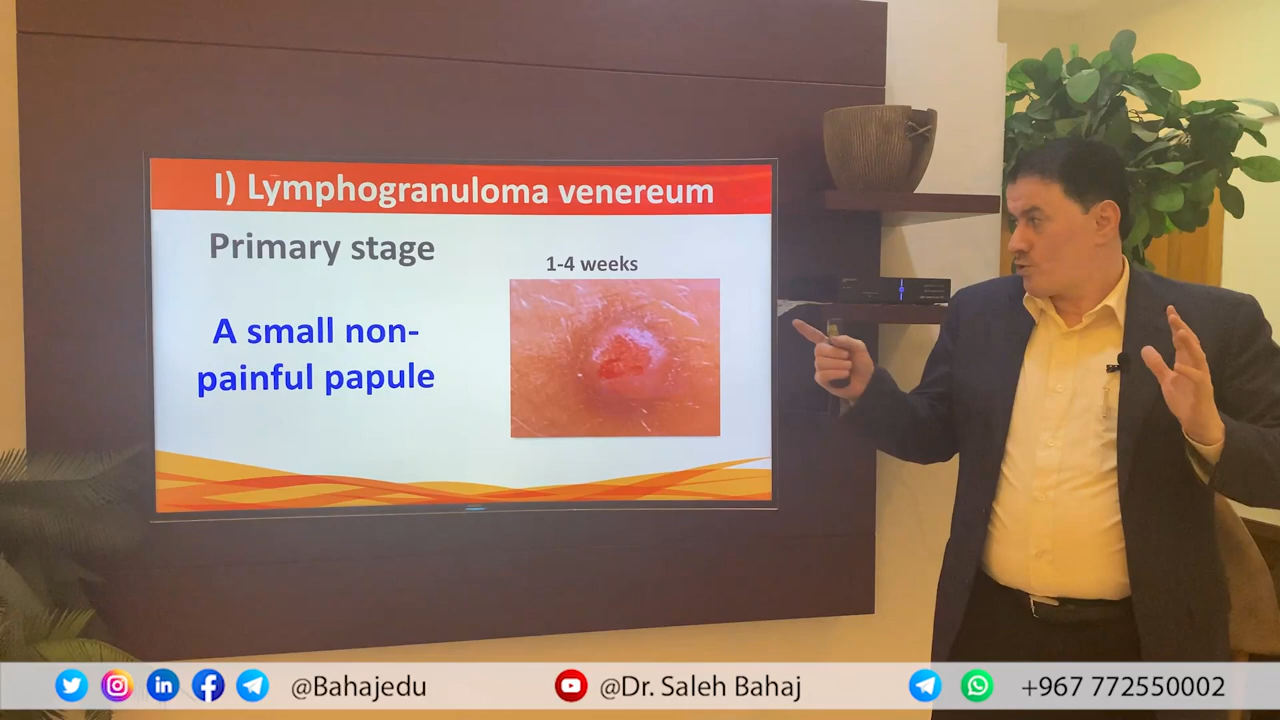 I) Lymphogranuloma venereum
Primary stage
1-4 weeks
A small non-
painful papule
@Bahajedu
@Dr. Saleh Bahaj
+967 772550002